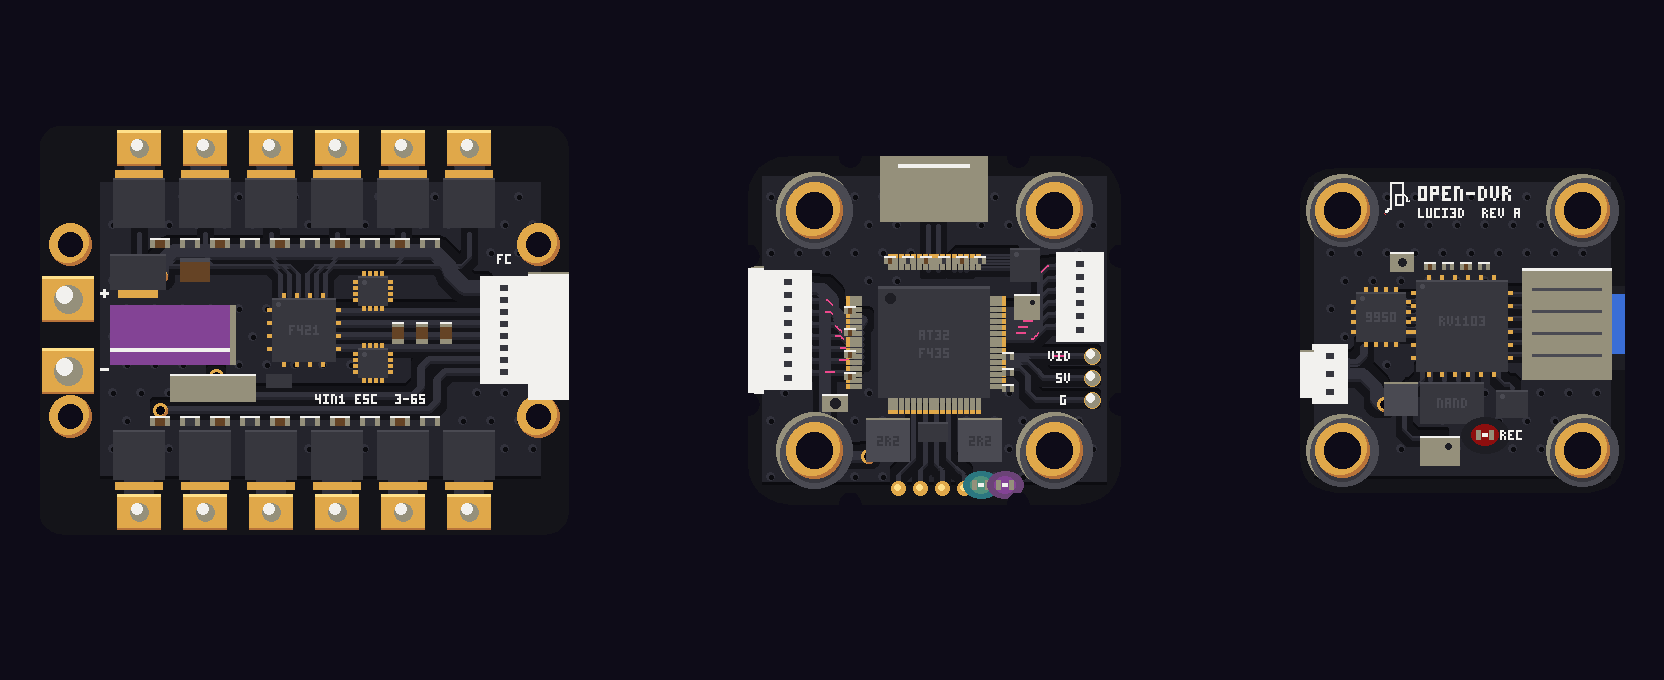 FC
+
F421
-
4IN1 ESC 3-6S
AT32
F435
VID
5V
G
2R2
2R2
OPEN-DVR
LUCI3D REV A
9950
RV1103
NAND
REC